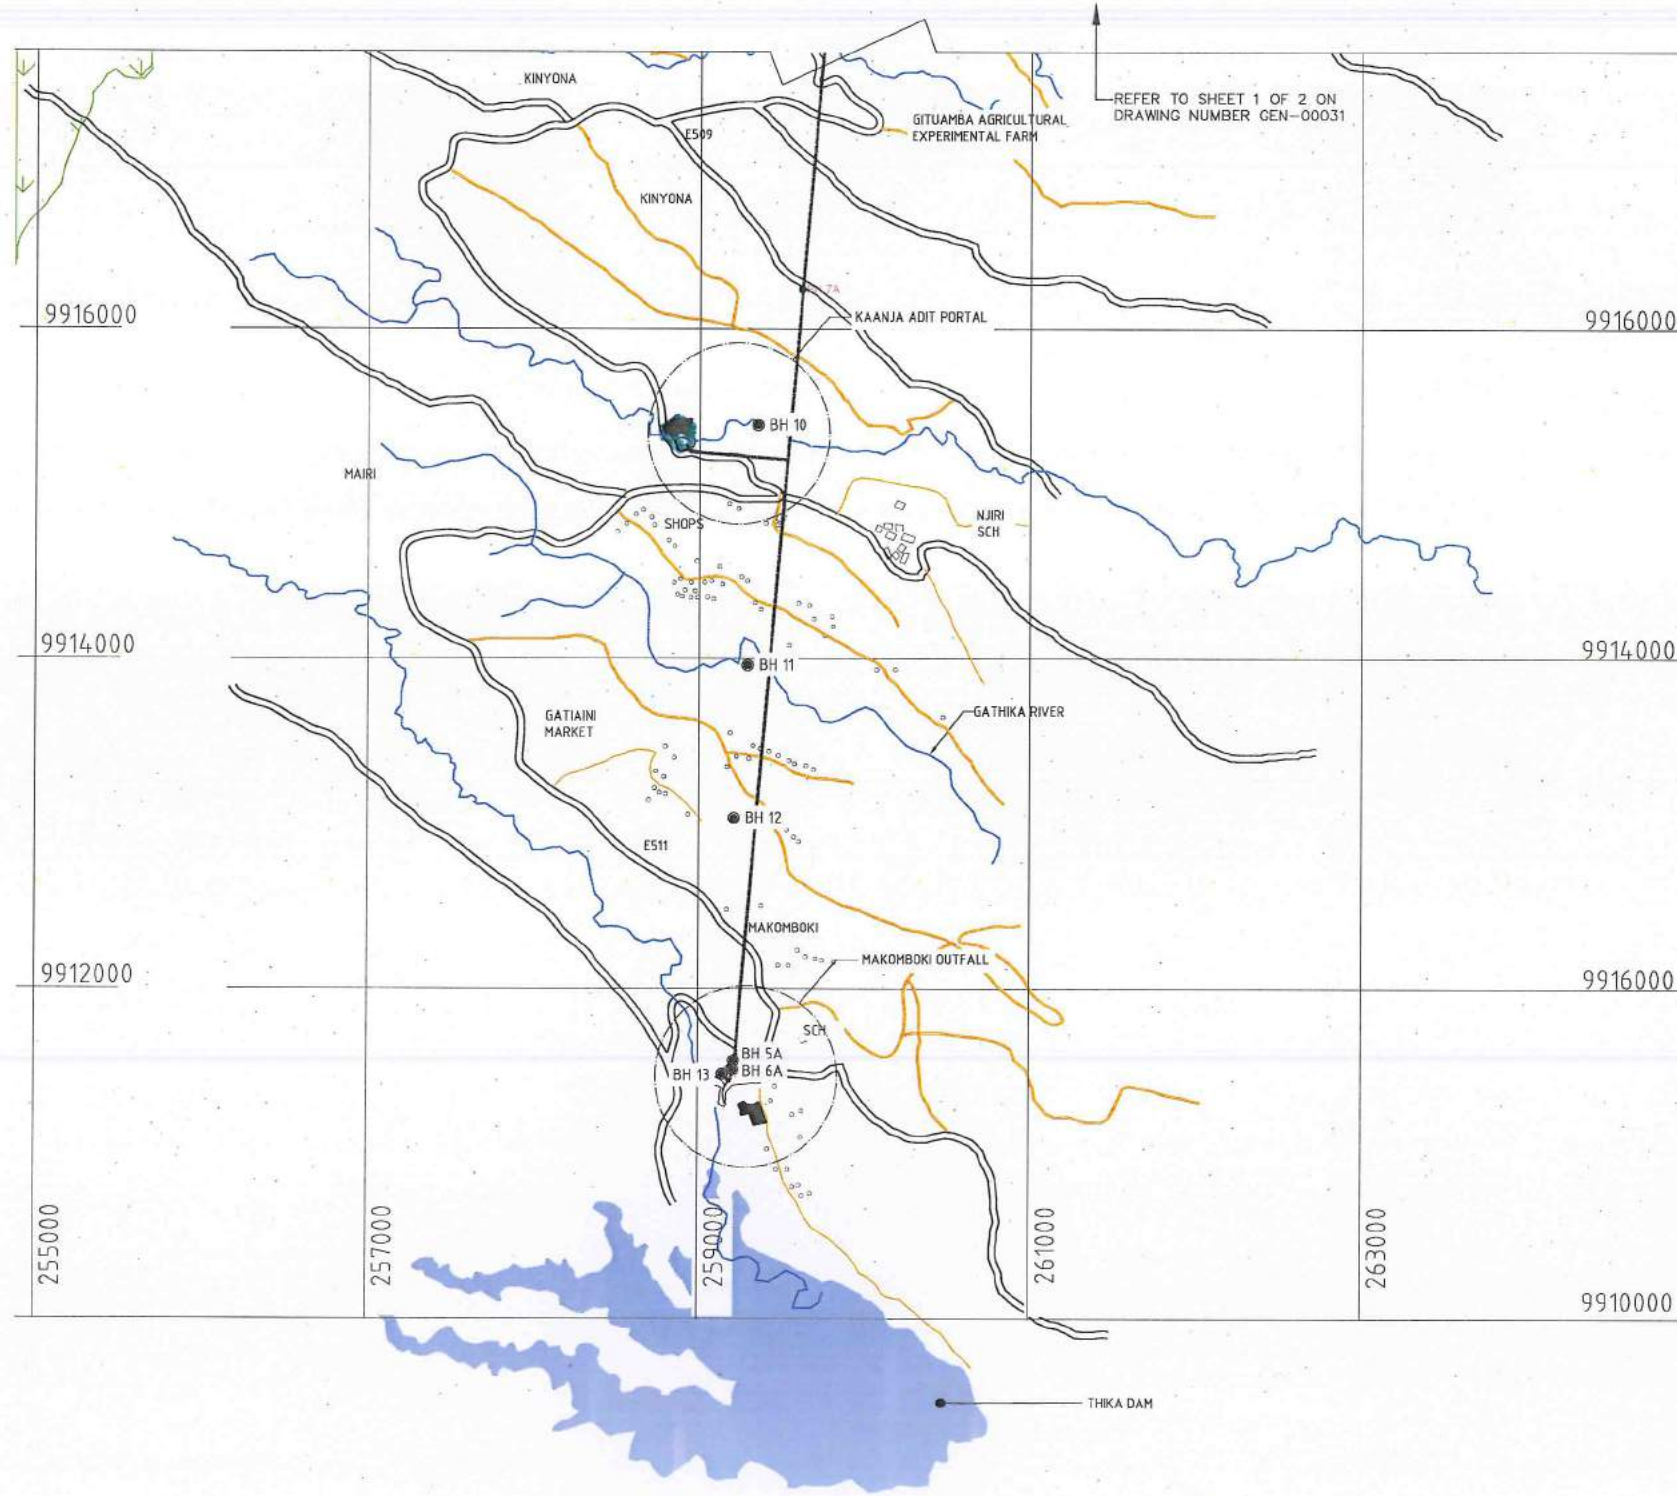 KINYONA
REFER TO SHEET 1 OF 2 ON
DRAWING NUMBER GEN-00031
GITUAMBA AGRICULTURAL
EXPERIMENTAL FARM
E509
KINYONA
7A
9916000
KAANJA ADIT PORTAL
9916000
BH 10
MAIRI
SHOPS
NJIRI
SCH
9914000
9914000
BH 11
GATIAINI
MARKET
GATHIKA RIVER
BH 12
E511
MAKOMBOKI
MAKOMBOKI OUTFALL
9912000
9916000
SCH
BH 5A
BH 13
BH 6A
255000
257000
259000
261000
263000
9910000
THIKA DAM